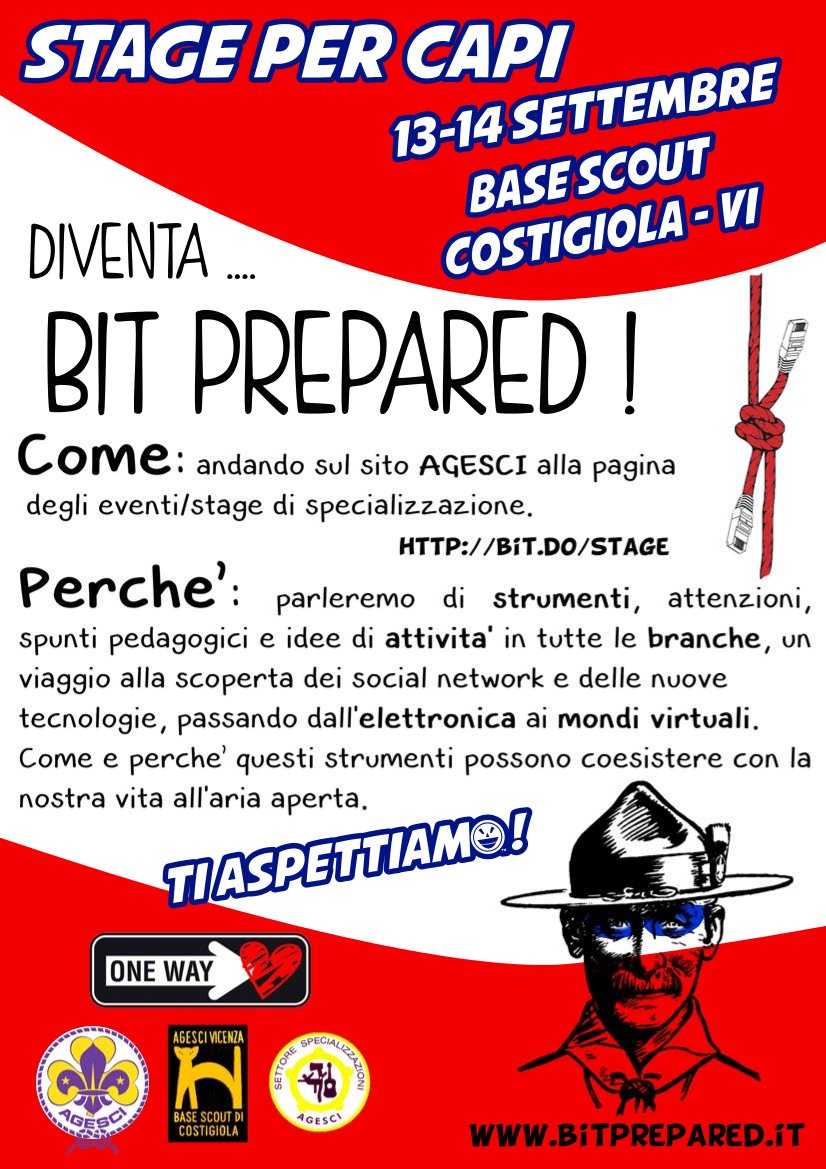 STAGE PER CAPI
13-14 SETTEMBRE
BASE SCOUT
COSTIGIOLA - VI
DIVENTA ....
BIT PREPARED !
Come: andando sul sito AGESCI alla pagina
degli eventi/stage di specializzazione.
HTTP://BiT.DO/STAGE
Perche': parleremo di strumenti, attenzioni,
spunti pedagogici e idee di attivita' in tutte le branche, un
viaggio alla scoperta dei social network e delle nuove
tecnologie, passando dall'elettronica ai mondi virtuali.
Come e perche' questi strumenti possono coesistere con la
nostra vita all'aria aperta.
TI ASPETTIAMO!
ONE WAY
AGESCI
AGESCI VICENZA
BASE SCOUT DI
COSTIGIOLA
SETTORE SPECIALIZZAZIONI
AGESCI
WWW.BiTPREPARED.iT